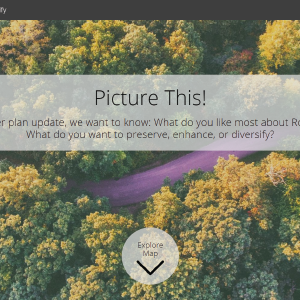 Picture This!
plan update, we want to know: What do you like most about
What do you want to preserve, enhance, or diversify?
Explore
Map